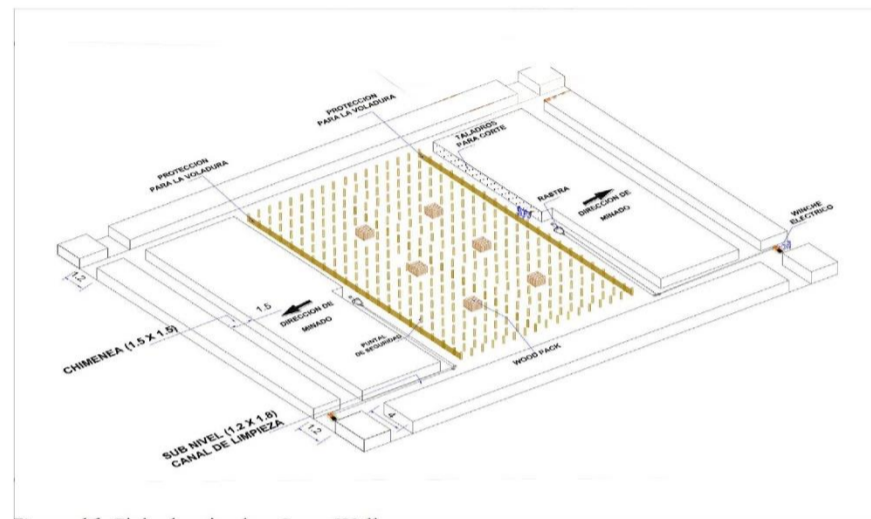 PROTECCION
PARA LA VOLADURA
PROTECCION
PARA LA VOLADURA
TALADROS
PARA CORTE
RASTRA
DIRECCION DE
MINADO
WINCHE
ELECTRICO
1.2
1.5
DIRECCION DE
MINADO
CHIMENEA (1.5 X 1.5)
PUNTAL
DE SEGURIDAD
WOOD PACK
SUB NIVEL (1.2 X 1.8)
CANAL DE LIMPIEZA
1.2
4